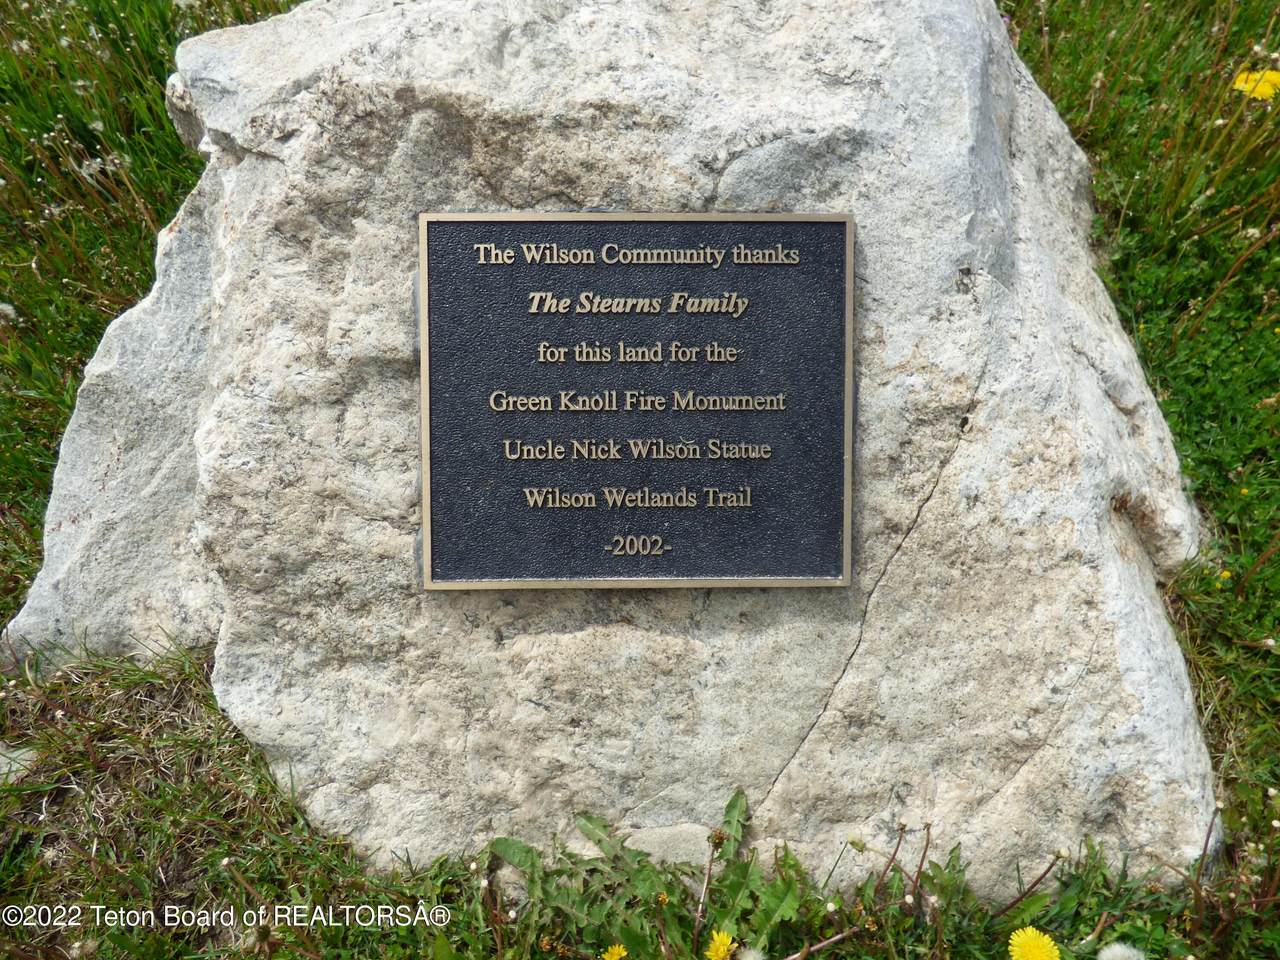 The Wilson Community thanks
The Stearns Family
for this land for the
Green Knoll Fire Monument
Uncle Nick Wilson Statue
Wilson Wetlands Trail
-2002-
©2022 Teton Board of REALTORSÂ®